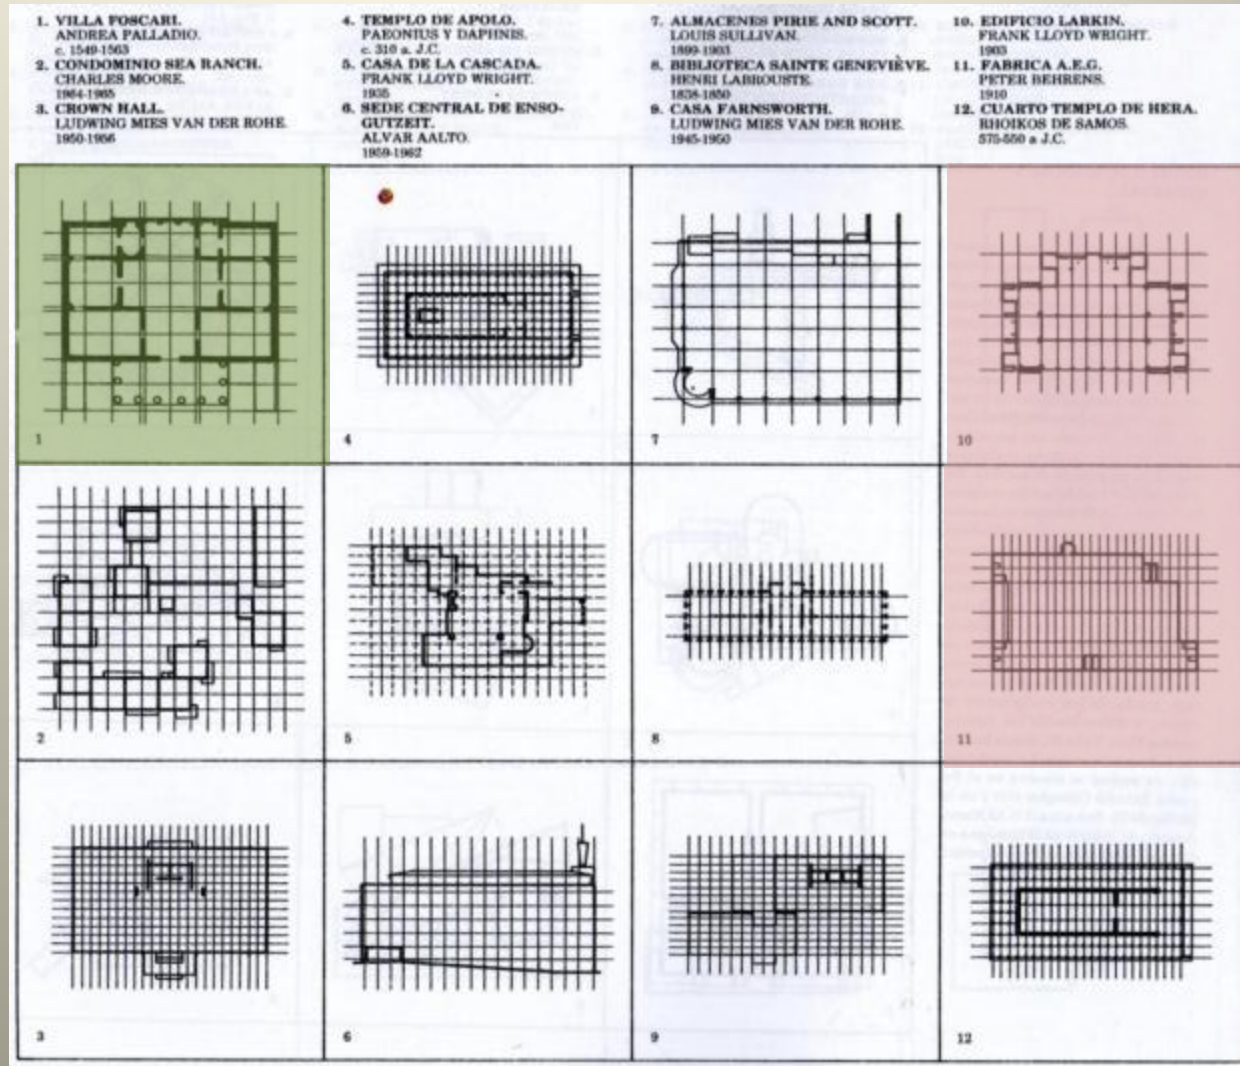 1. VILLA FOSCARI.
ANDREA PALLADIO.
c. 1549-1563
2. CONDOMINIO SEA RANCH.
CHARLES MOORE.
1964-1965
3. CROWN HALL.
LUDWING MIES VAN DER ROHE.
1950-1956
4. TEMPLO DE APOLO.
PAEONIUS Y DAPHNIS.
c. 310 a. J.C.
5. CASA DE LA CASCADA.
FRANK LLOYD WRIGHT.
1935
6. SEDE CENTRAL DE ENSO-
GUTZEIT.
ALVAR AALTO.
1959-1962
7. ALMACENES PIRIE AND SCOTT.
LOUIS SULLIVAN.
1899-1903
8. BIBLIOTECA SAINTE GENEVIÈVE.
HENRI LABROUSTE.
1838-1850
9. CASA FARNSWORTH.
LUDWING MIES VAN DER ROHE.
1945-1950
10. EDIFICIO LARKIN.
FRANK LLOYD WRIGHT.
1903
11. FABRICA A.E.G.
PETER BEHRENS.
1910
12. CUARTO TEMPLO DE HERA.
RHOIKOS DE SAMOS.
575-550 a J.C.
1
4
7
10
2
5
8
11
3
6
9
12